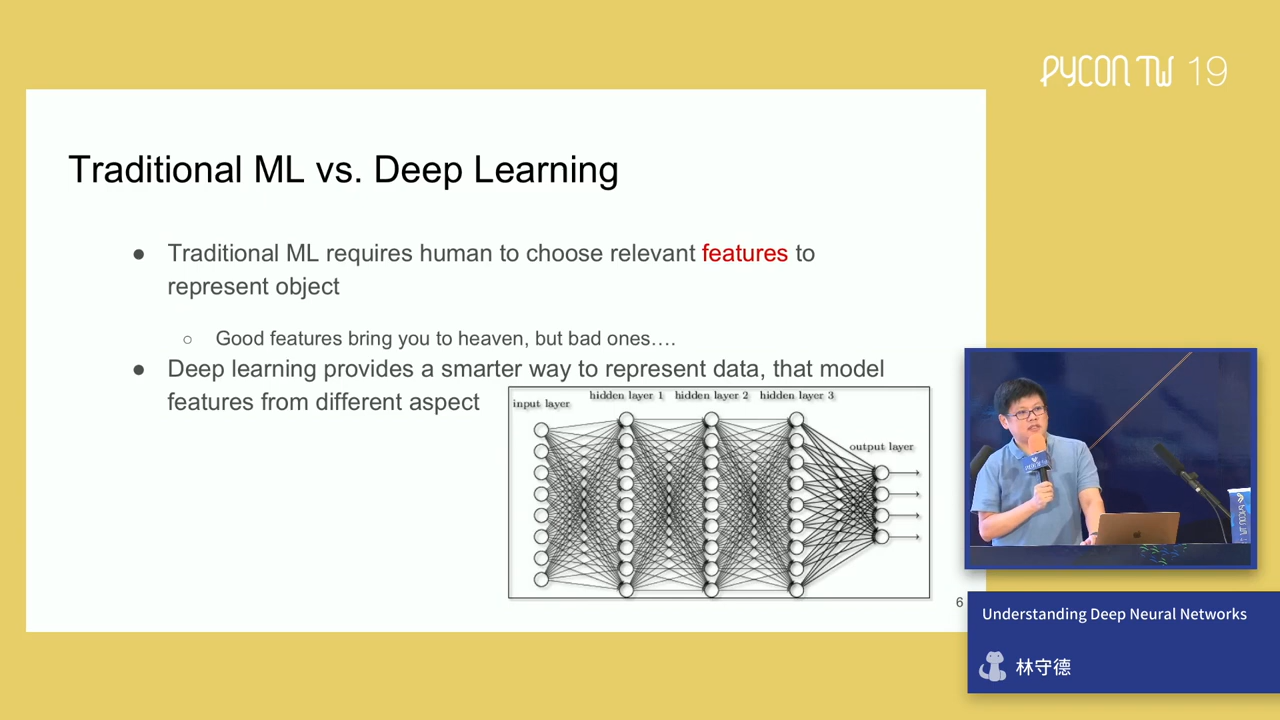 PYCON TW 19
Traditional ML vs. Deep Learning
● Traditional ML requires human to choose relevant features to
represent object
○ Good features bring you to heaven, but bad ones….
● Deep learning provides a smarter way to represent data, that model
features from different aspect
input layer
hidden layer 1 hidden layer 2 hidden layer 3
output layer
6
PYCON TW
Understanding Deep Neural Networks
林守德